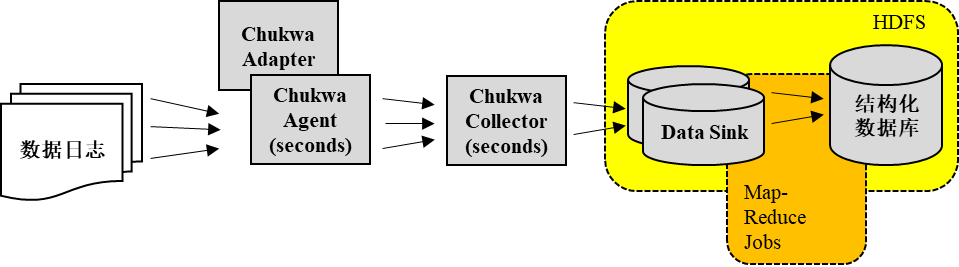 数据日志
Chukwa
Adapter
Chukwa
Agent
(seconds)
Chukwa
Collector
(seconds)
HDFS
Data Sink
结构化
数据库
Map-
Reduce
Jobs